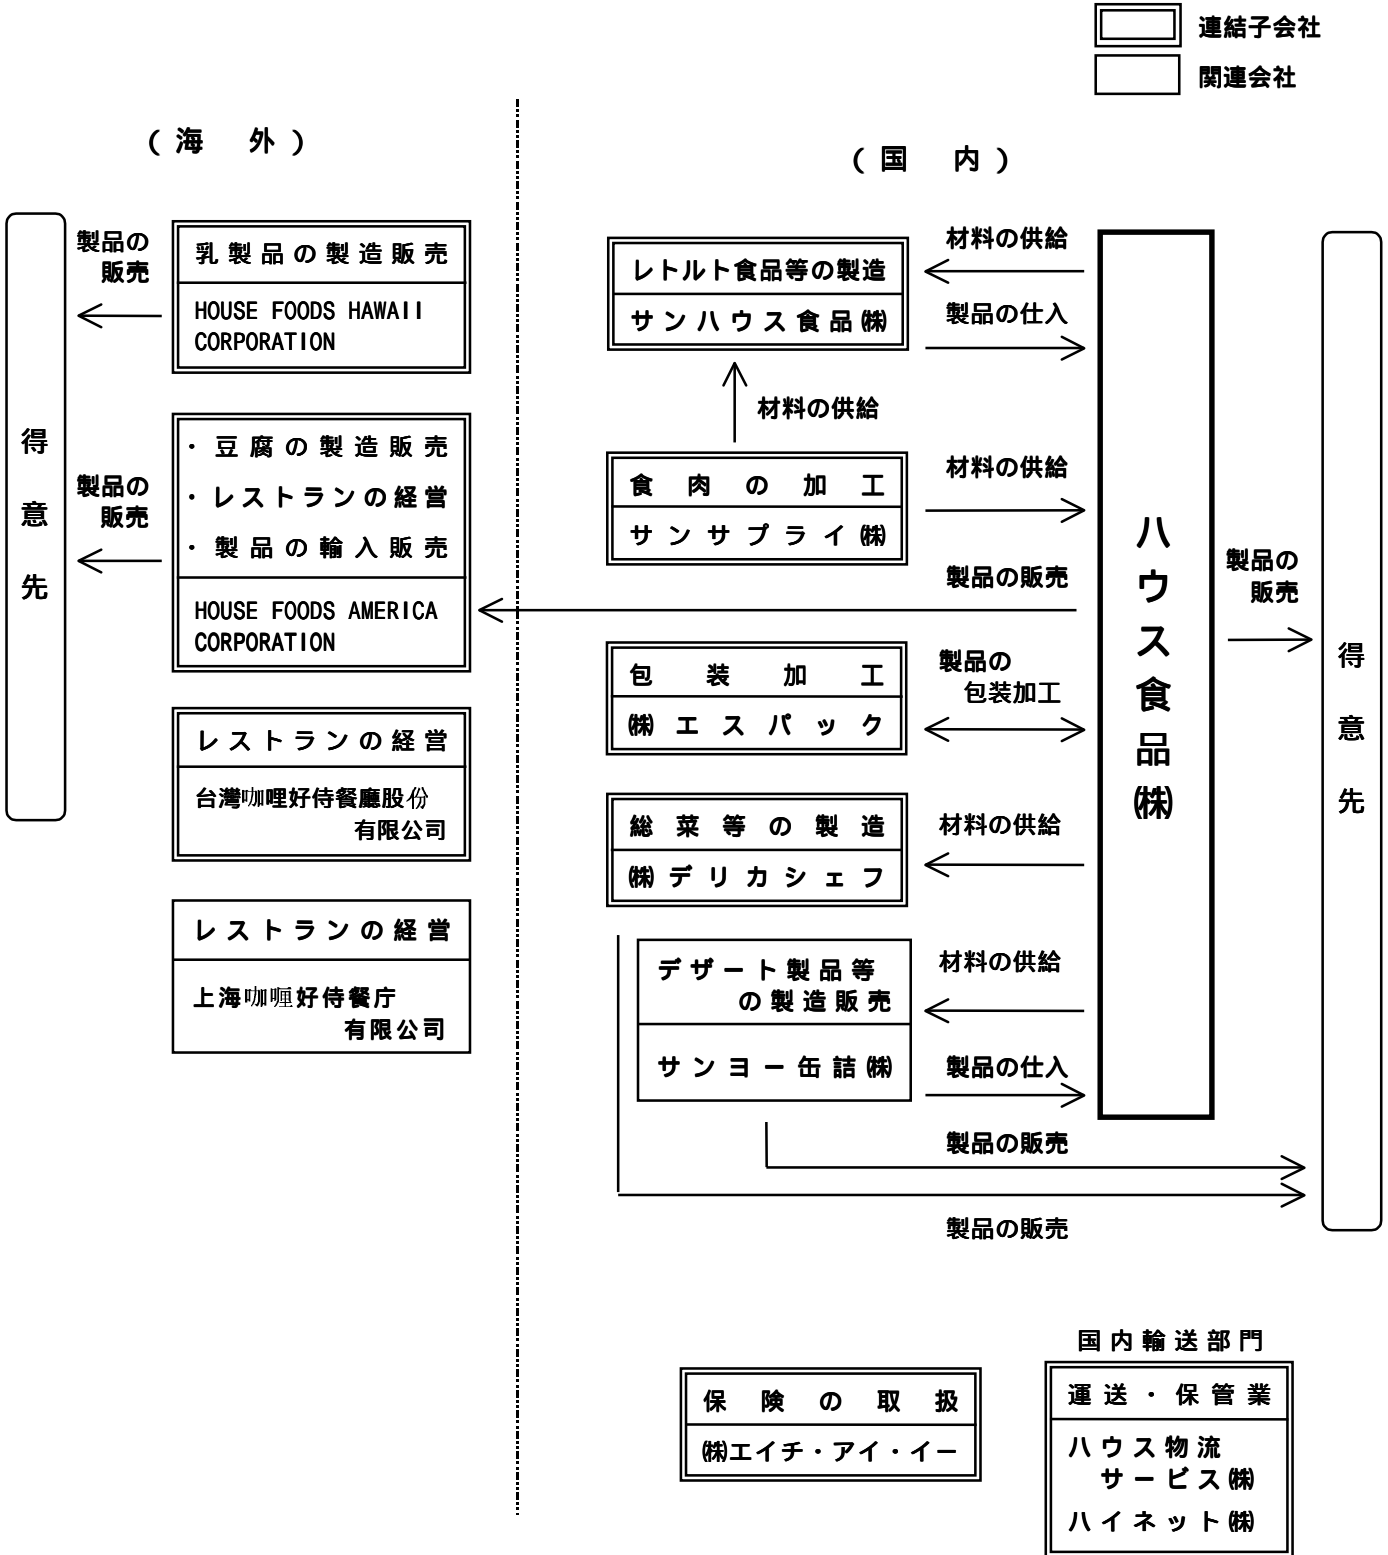 連結子会社
関連会社
(海 外)
(国 内)
得意先
製品の
販売
乳製品の製造販売
HOUSE FOODS HAWAII
CORPORATION
製品の
販売
・豆腐の製造販売
・レストランの経営
・製品の輸入販売
HOUSE FOODS AMERICA
CORPORATION
レストランの経営
台灣咖哩好侍餐廳股份
有限公司
レストランの経営
上海咖喱好侍餐庁
有限公司
レトルト食品等の製造
サンハウス食品㈱
材料の供給
製品の仕入
材料の供給
食肉の加工
サンサプライ㈱
材料の供給
製品の販売
包装加工
㈱エスパック
製品の
包装加工
総菜等の製造
㈱デリカシェフ
材料の供給
デザート製品等
の製造販売
サンヨー缶詰㈱
材料の供給
製品の仕入
製品の販売
製品の販売
ハウス食品㈱
製品の
販売
得意先
保険の取扱
㈱エイチ・アイ・イー
国内輸送部門
運送・保管業
ハウス物流
サービス㈱
ハイネット㈱